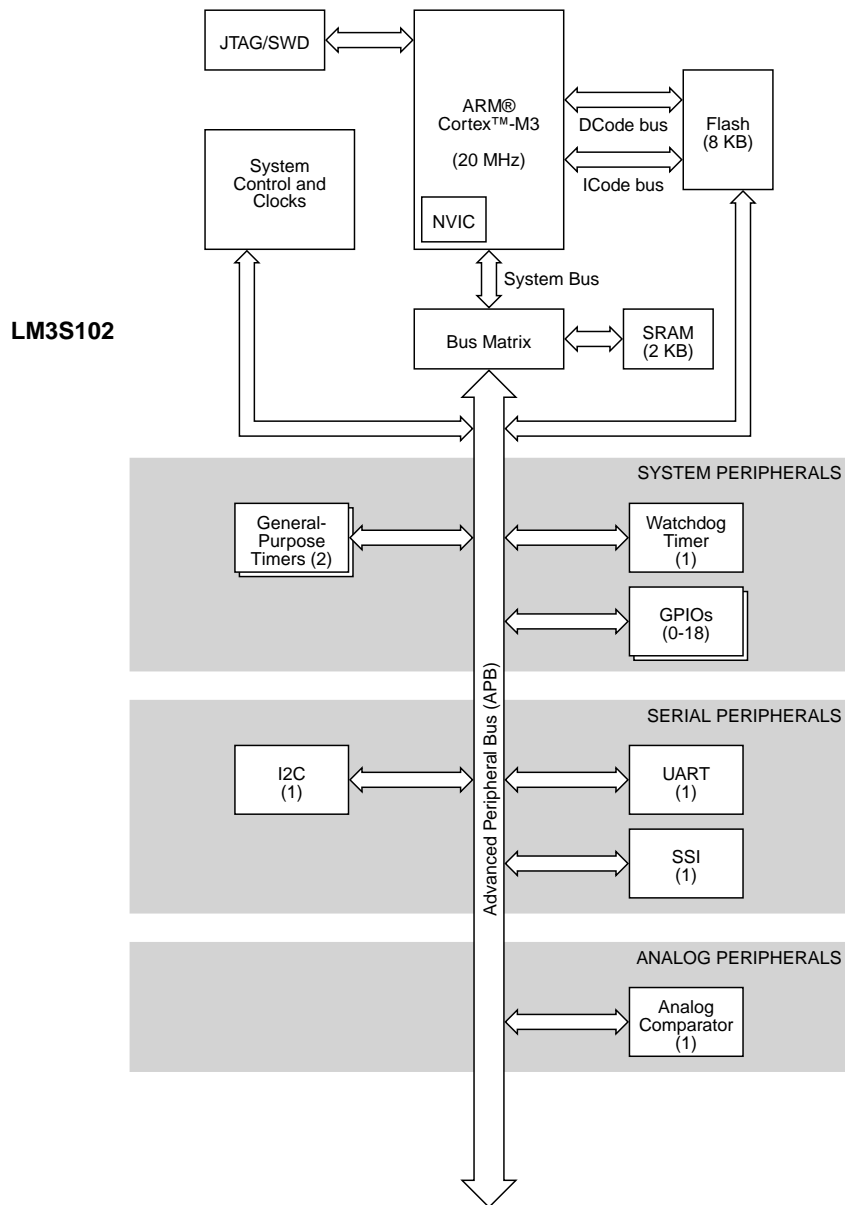 JTAG/SWD
ARM®
Cortex™-M3
(20 MHz)
NVIC
DCode bus
ICode bus
Flash
(8 KB)
System
Control and
Clocks
System Bus
LM3S102
Bus Matrix
SRAM
(2 KB)
SYSTEM PERIPHERALS
General-
Purpose
Timers (2)
Watchdog
Timer
(1)
GPIOs
(0-18)
Advanced Peripheral Bus (APB)
SERIAL PERIPHERALS
I2C
(1)
UART
(1)
SSI
(1)
ANALOG PERIPHERALS
Analog
Comparator
(1)